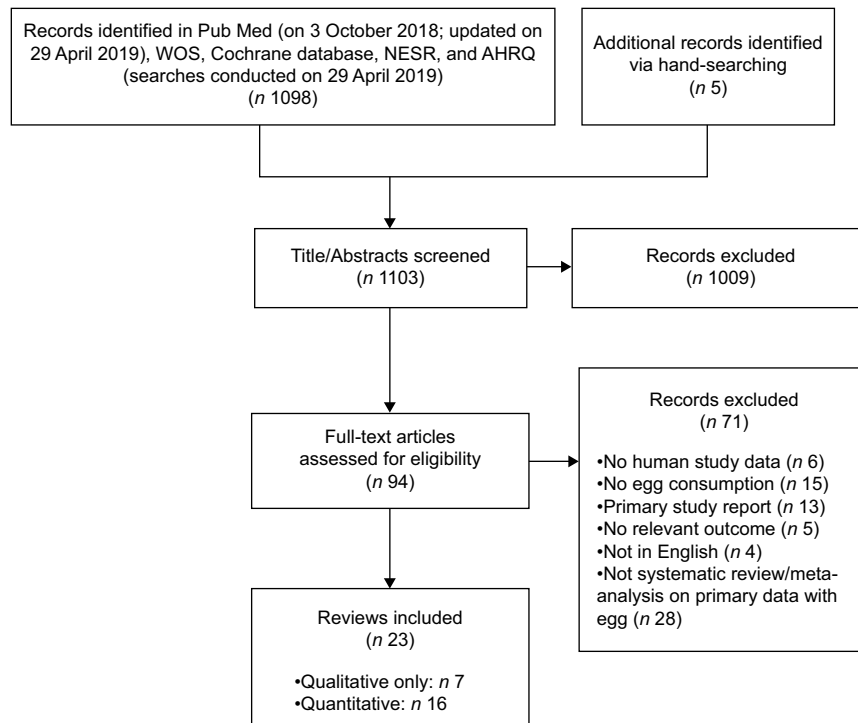 Records identified in Pub Med (on 3 October 2018; updated on
29 April 2019), WOS, Cochrane database, NESR, and AHRQ
(searches conducted on 29 April 2019)
(n 1098)
Additional records identified
via hand-searching
(n 5)
Title/Abstracts screened
(n 1103)
Records excluded
(n 1009)
Full-text articles
assessed for eligibility
(n 94)
Records excluded
(n 71)
•No human study data (n 6)
•No egg consumption (n 15)
•Primary study report (n 13)
•No relevant outcome (n 5)
•Not in English (n 4)
•Not systematic review/meta-
analysis on primary data with
egg (n 28)
Reviews included
(n 23)
•Qualitative only: n 7
•Quantitative: n 16